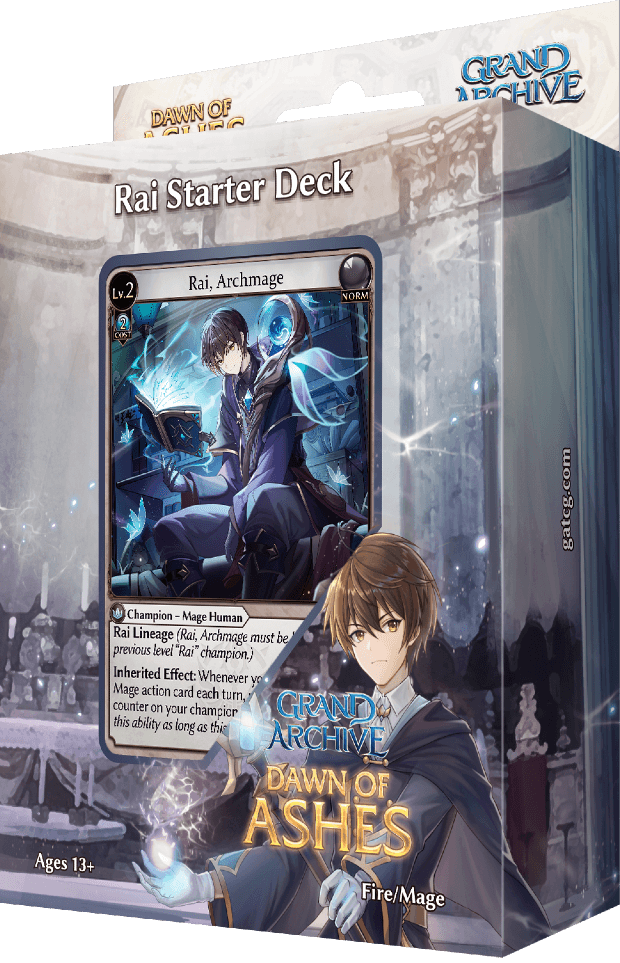 GRAND
ARCHIVE
DAWN OF
ASHES
Rai Starter Deck
Lv.2
Rai, Archmage
NORM
2
COST
gatcg.com
Champion – Mage Human
Rai Lineage (Rai, Archmage must be
previous level "Rai" champion.)
Inherited Effect: Whenever yo
Mage action card each turn,
counter on your champion
this ability as long as this
GRAND
ARCHIVE
DAWN OF
ASHES
Ages 13+
Fire/Mage